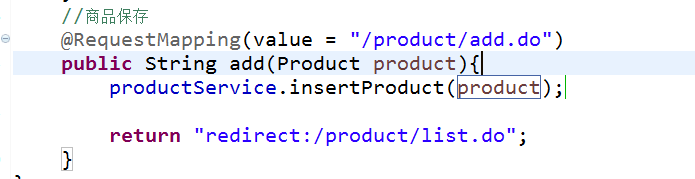 //商品保存
@RequestMapping(value = "/product/add.do")
public String add(Product product){
productService.insertProduct(product);
return "redirect:/product/list.do";
}